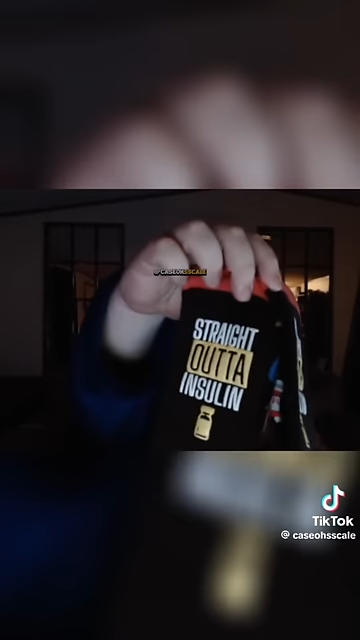 @CASEOHSSCALE
STRAIGHT
OUTTA
INSULIN
TikTok
@ caseohsscale